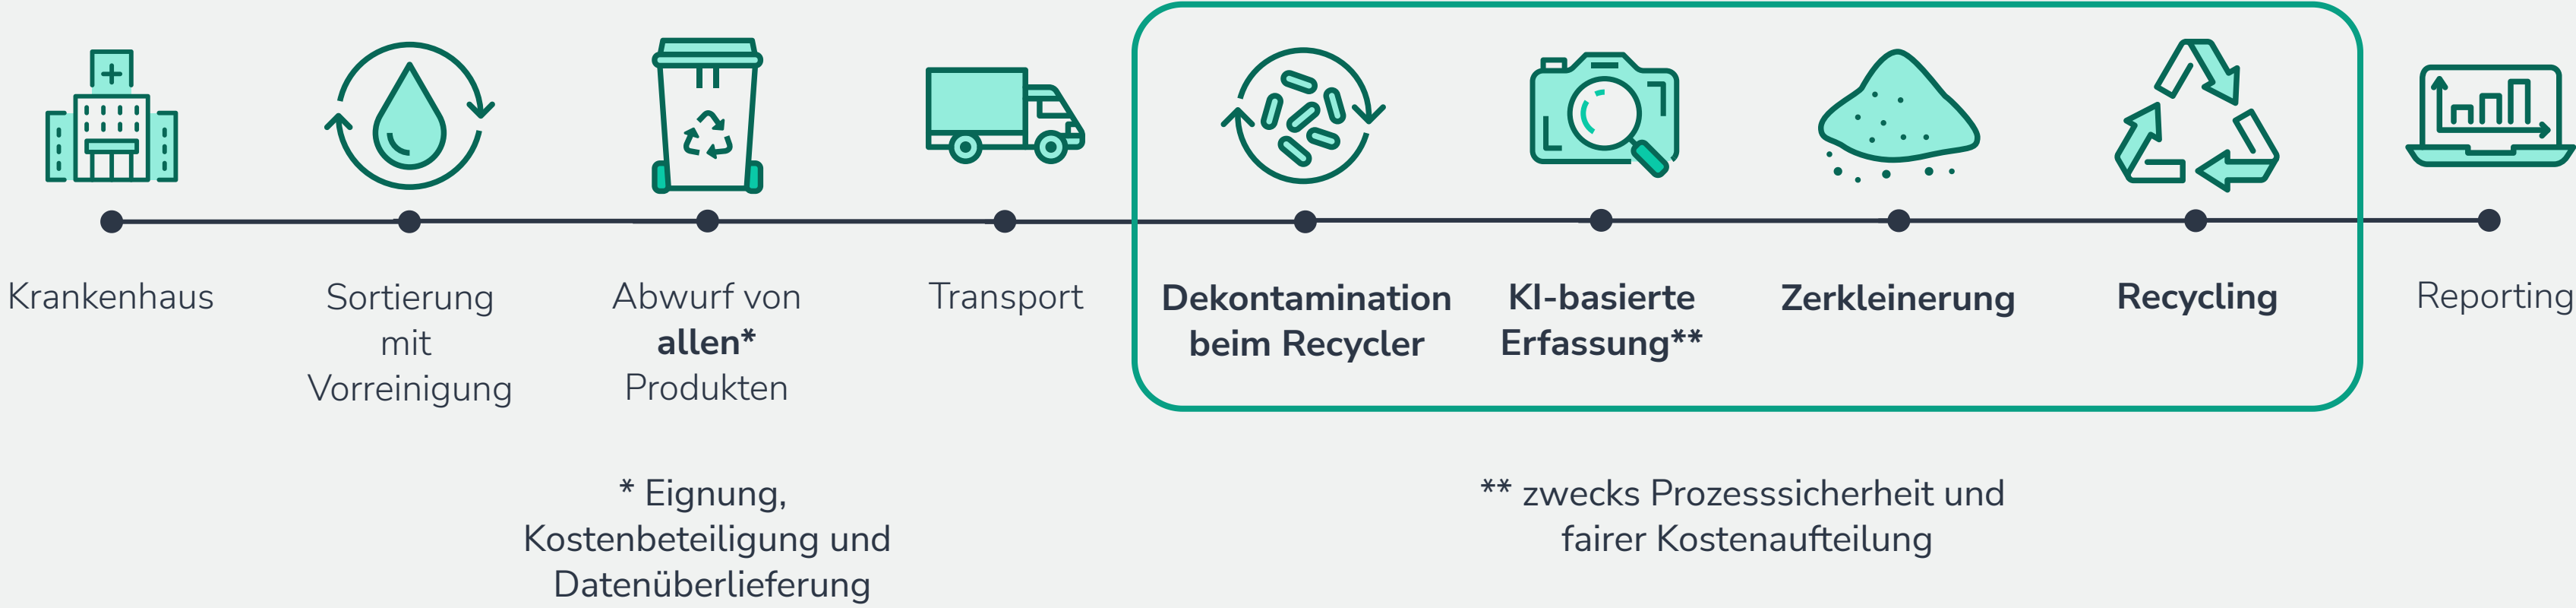 Krankenhaus
Sortierung
mit
Vorreinigung
Abwurf von
allen*
Produkten
Transport
Dekontamination
beim Recycler
KI-basierte
Erfassung**
Zerkleinerung
Recycling
Reporting
* Eignung,
Kostenbeteiligung und
Datenüberlieferung
** zwecks Prozesssicherheit und
fairer Kostenaufteilung